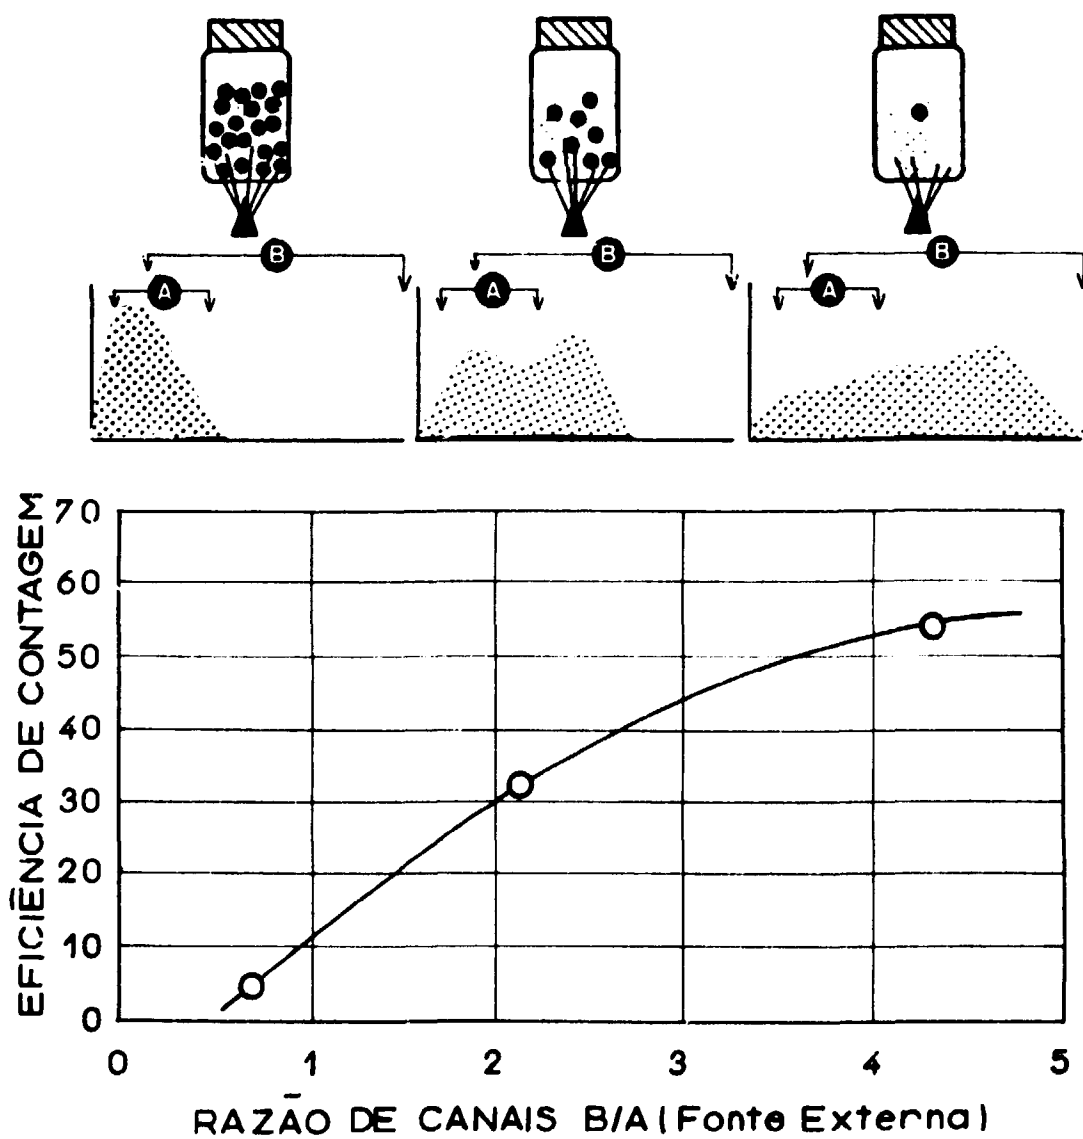 B B B
A A A
EFICIÊNCIA DE CONTAGEM
70
60
50
40
30
20
10
0
0 1 2 3 4 5
RAZÃO DE CANAIS B/A (Fonte Externa)